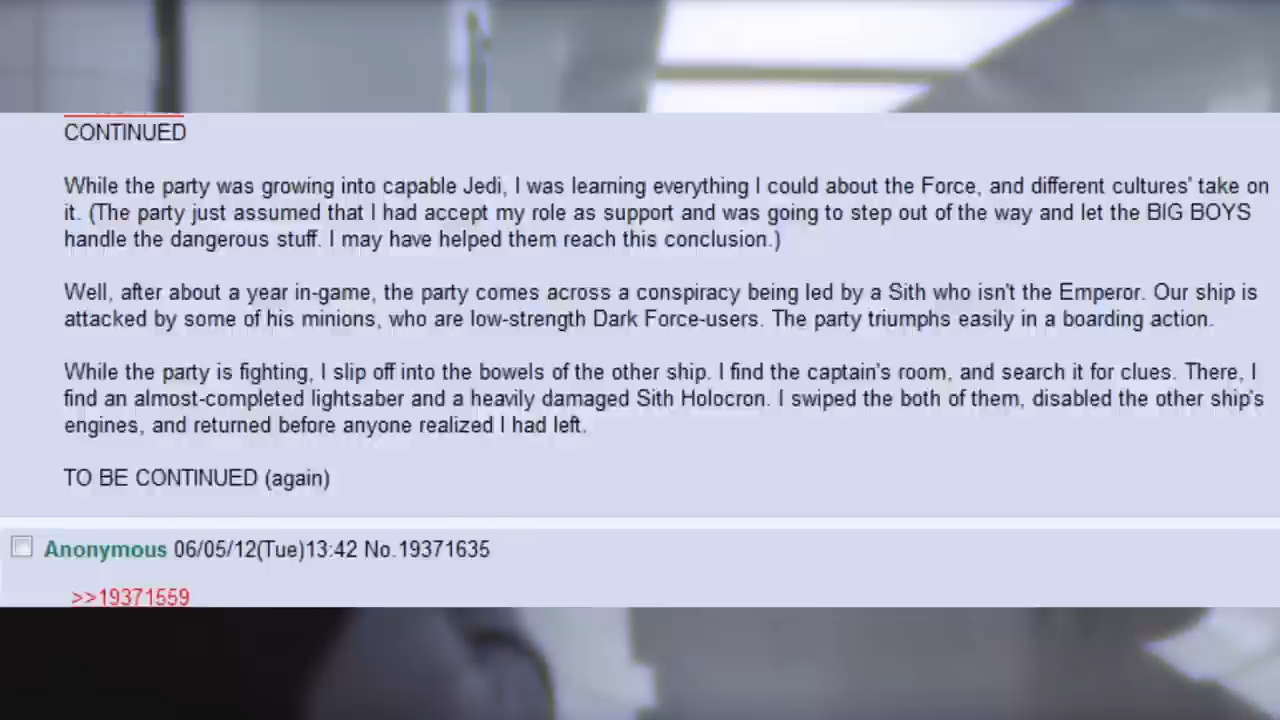 CONTINUED
While the party was growing into capable Jedi, I was learning everything I could about the Force, and different cultures' take on
it. (The party just assumed that I had accept my role as support and was going to step out of the way and let the BIG BOYS
handle the dangerous stuff. I may have helped them reach this conclusion.)
Well, after about a year in-game, the party comes across a conspiracy being led by a Sith who isn't the Emperor. Our ship is
attacked by some of his minions, who are low-strength Dark Force-users. The party triumphs easily in a boarding action.
While the party is fighting, I slip off into the bowels of the other ship. I find the captain's room, and search it for clues. There, I
find an almost-completed lightsaber and a heavily damaged Sith Holocron. I swiped the both of them, disabled the other ship's
engines, and returned before anyone realized I had left.
TO BE CONTINUED (again)
Anonymous 06/05/12(Tue)13:42 No.19371635
>>19371559